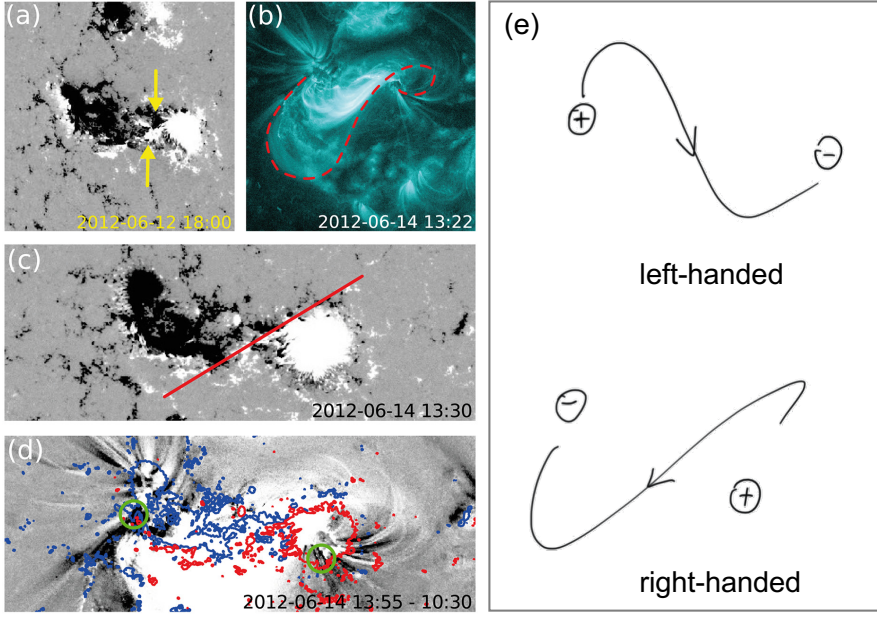 (a)
2012-06-12 18:00
(b)
2012-06-14 13:22
(c)
2012-06-14 13:30
(d)
2012-06-14 13:55 - 10:30
(e)
+
-
left-handed
-
+
right-handed